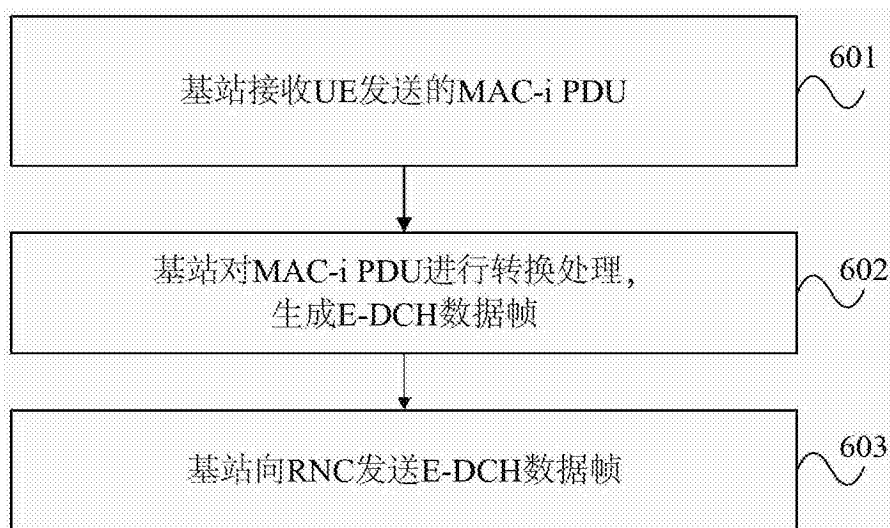 基站接收UE发送的MAC-i PDU
601
基站对MAC-i PDU进行转换处理，
生成E-DCH数据帧
602
基站向RNC发送E-DCH数据帧
603